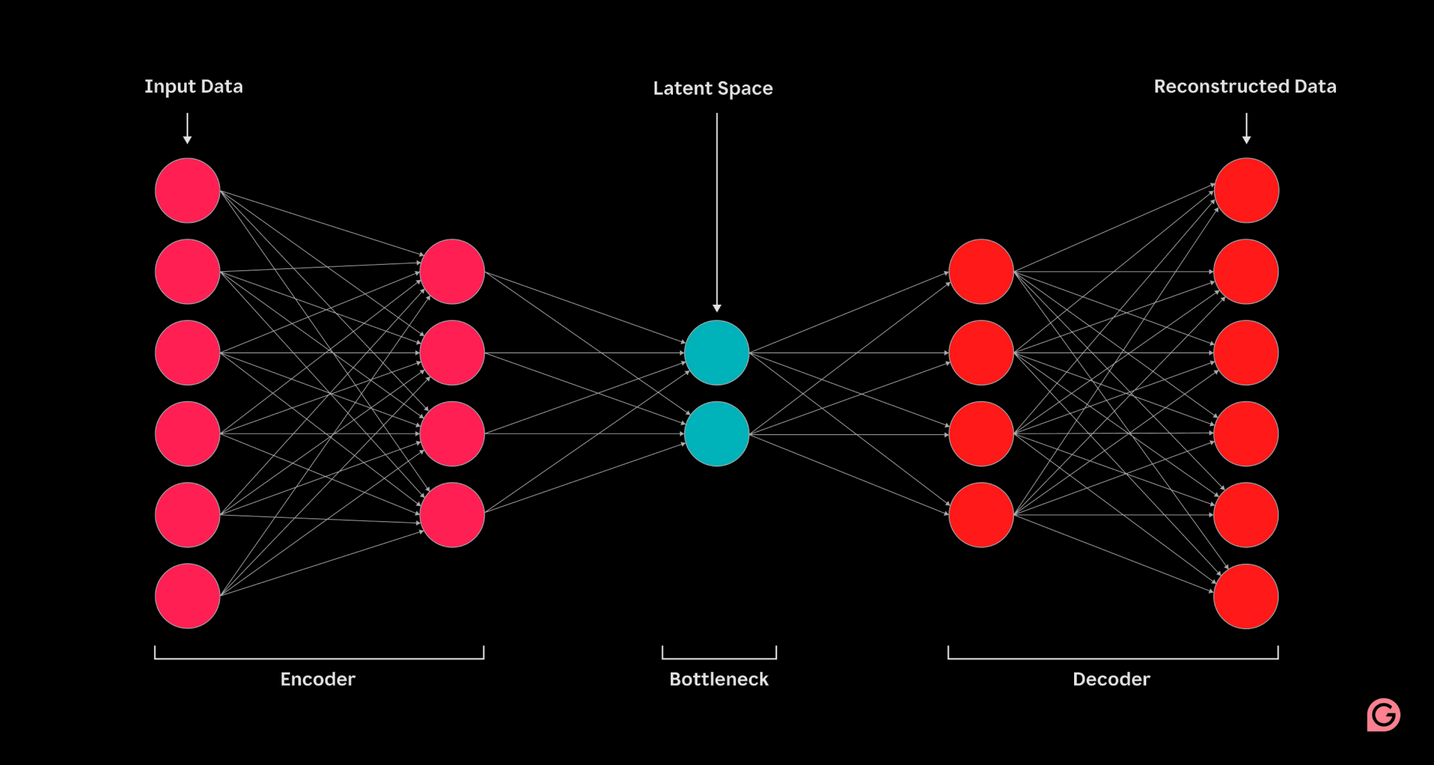 Input Data
Latent Space
Reconstructed Data
Encoder
Bottleneck
Decoder
G